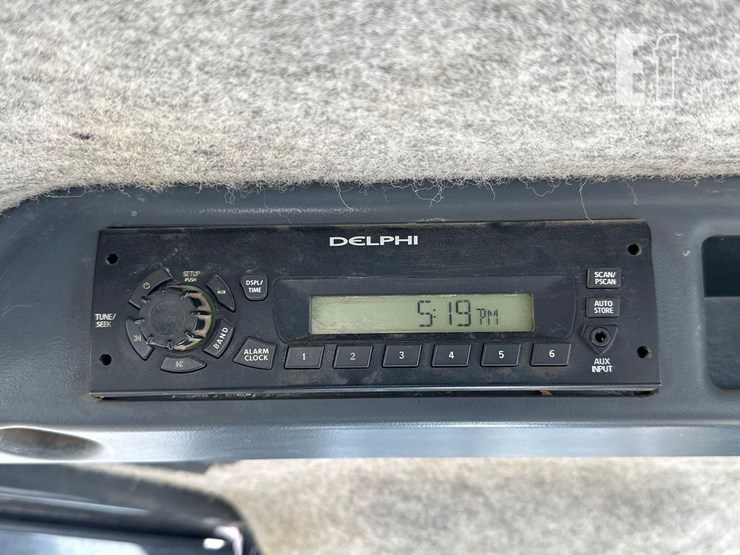 Ef
DELPHI
SETUP
PUSH
AUX
DSPL/
TIME
TUNE/
SEEK
BAND
ALARM
CLOCK
5:19 PM
1 2 3 4 5 6
SCAN/
PSCAN
AUTO
STORE
AUX
INPUT